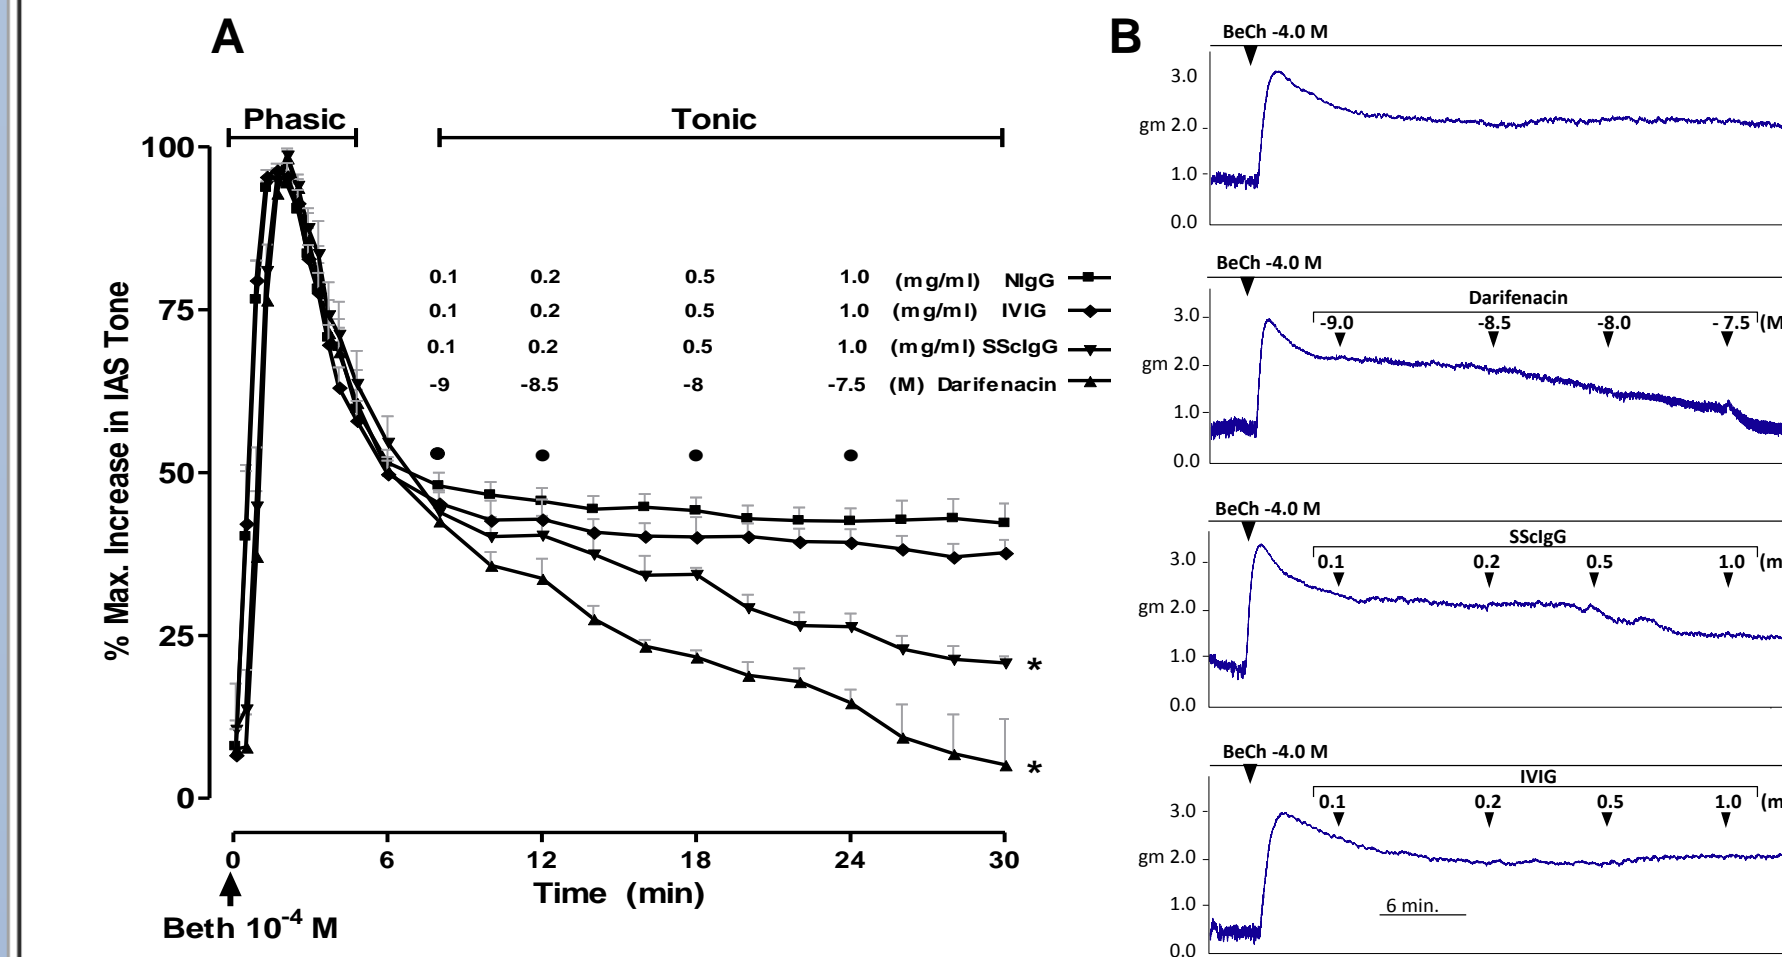 A
Phasic
Tonic
100
75
50
25
0
% Max. Increase in IAS Tone
0.1 0.2 0.5 1.0 (mg/ml) NIgG
0.1 0.2 0.5 1.0 (mg/ml) IVIG
0.1 0.2 0.5 1.0 (mg/ml) SScIgG
-9 -8.5 -8 -7.5 (M) Darifenacin
*
*
0 6 12 18 24 30
Time (min)
Beth 10⁻⁴ M
B
BeCh -4.0 M
3.0
gm 2.0
1.0
0.0
BeCh -4.0 M
Darifenacin
-9.0 -8.5 -8.0 -7.5 (M
3.0
gm 2.0
1.0
0.0
BeCh -4.0 M
SScIgG
0.1 0.2 0.5 1.0 (m
3.0
gm 2.0
1.0
0.0
BeCh -4.0 M
IVIG
0.1 0.2 0.5 1.0 (m
3.0
gm 2.0
1.0
0.0
6 min.